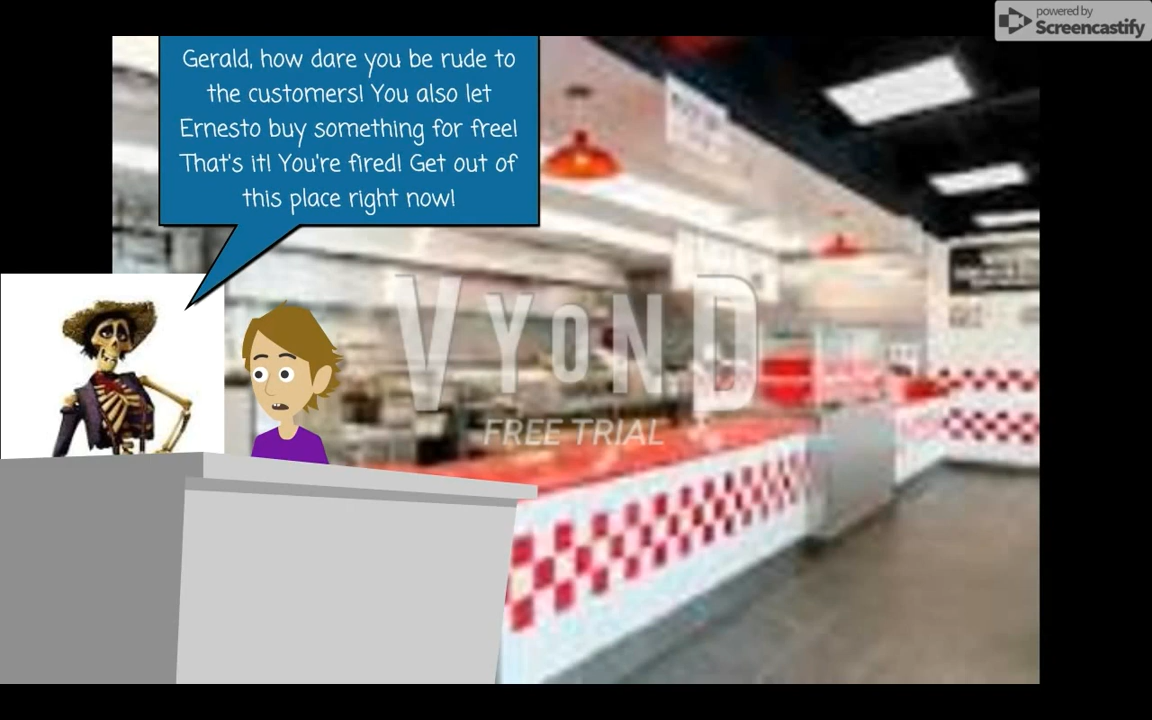 powered by
Screencastify
Gerald, how dare you be rude to
the customers! You also let
Ernesto buy something for free!
That's it! You're fired! Get out of
this place right now!
VYOND
FREE TRIAL